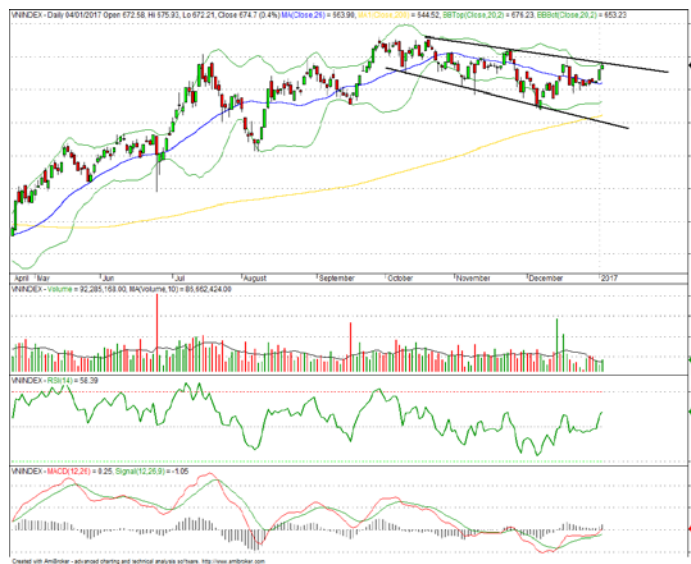 VNINDEX - Daily 04/01/2017 Open 672.58, Hi 675.93, Lo 672.21, Close 674.7 (0.4%) MA(Close,26) = 663.98, (Close,200) = 644.52, BBTop(Close,20,2) = 676.23, BBBot(Close,20,2) = 653.23
April May Jun Jul August September October November December 2017
VNINDEX - Volume = 92,285,168.00, MA(Volume,10) = 85,662,424.00
VNINDEX - RSI(14) = 58.39
VNINDEX - MACD(12,26) = 0.25, Signal(12,26,9) = -1.05
Created with AmiBroker - advanced charting and technical analysis software. http://www.amibroker.com